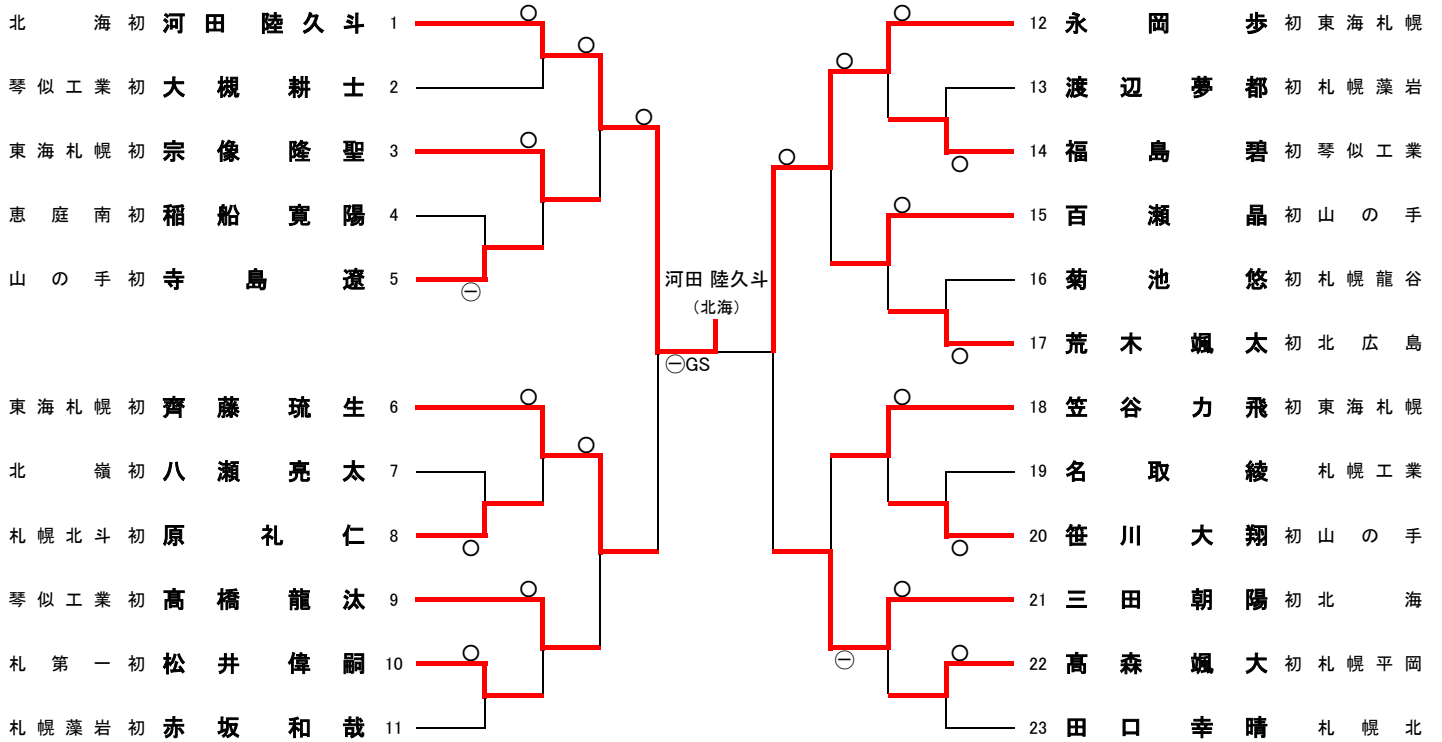 北海 初 河田 陸久斗 1
琴似工業 初 大槻 耕士 2
東海札幌 初 宗像 隆聖 3
恵庭南 初 稲船 寛陽 4
山の手 初 寺島 遼 5
東海札幌 初 齊藤 琉生 6
北嶺 初 八瀬 亮太 7
札幌北斗 初 原 礼仁 8
琴似工業 初 髙橋 龍汰 9
札第一 初 松井 偉嗣 10
札幌藻岩 初 赤坂 和哉 11
河田 陸久斗
(北海)
㊀GS
12 永岡 歩 初 東海札幌
13 渡辺 夢都 初 札幌藻岩
14 福島 碧 初 琴似工業
15 百瀬 晶 初 山の手
16 菊池 悠 初 札幌龍谷
17 荒木 颯太 初 北広島
18 笠谷 力飛 初 東海札幌
19 名取 綾 札幌工業
20 笹川 大翔 初 山の手
21 三田 朝陽 初 北海
22 髙森 颯大 初 札幌平岡
23 田口 幸晴 札幌北